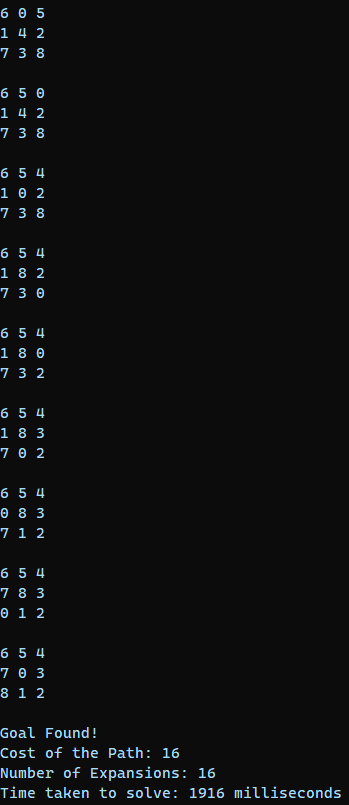 6 0 5
1 4 2
7 3 8
6 5 0
1 4 2
7 3 8
6 5 4
1 0 2
7 3 8
6 5 4
1 8 2
7 3 0
6 5 4
1 8 0
7 3 2
6 5 4
1 8 3
7 0 2
6 5 4
0 8 3
7 1 2
6 5 4
7 8 3
0 1 2
6 5 4
7 0 3
8 1 2
Goal Found!
Cost of the Path: 16
Number of Expansions: 16
Time taken to solve: 1916 milliseconds